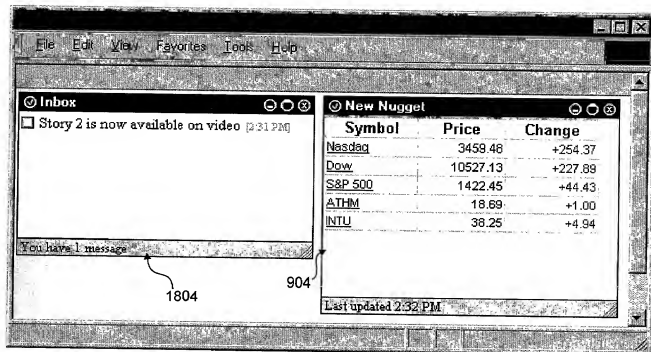 File Edit View Favorites Tools Help
Inbox
Story 2 is now available on video [2:31 PM]
You have 1 message
1804
904
New Nugget
Symbol Price Change
Nasdaq 3459.48 +254.37
Dow 10527.13 +227.89
S&P 500 1422.45 +44.43
ATHM 18.69 +1.00
INTU 38.25 +4.94
Last updated 2:32 PM